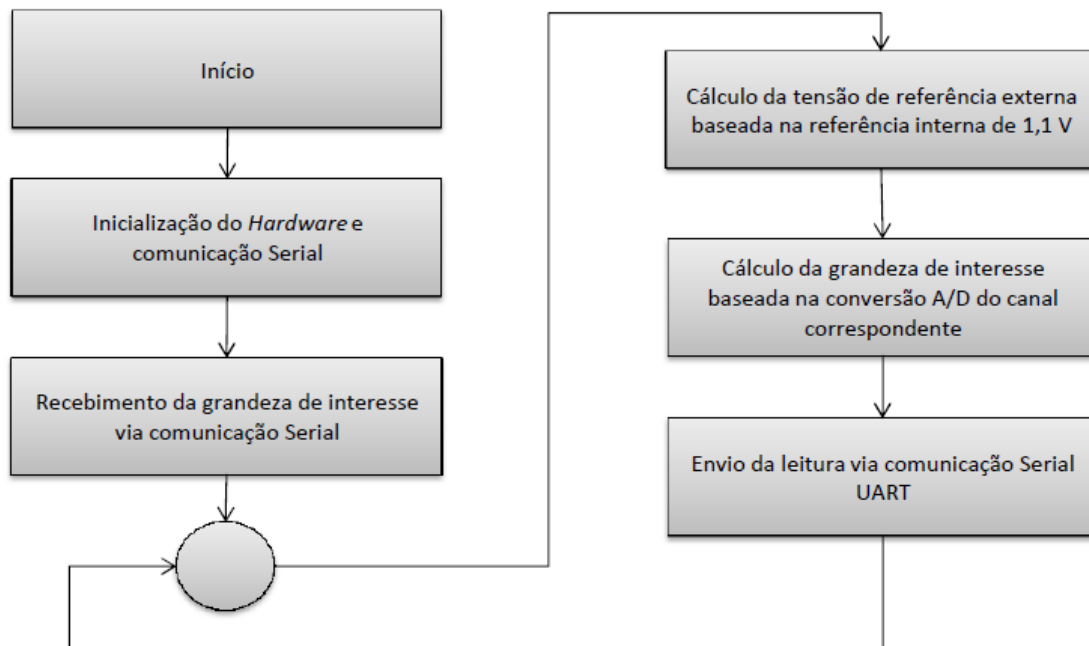 Início
Inicialização do Hardware e
comunicação Serial
Recebimento da grandeza de interesse
via comunicação Serial
Cálculo da tensão de referência externa
baseada na referência interna de 1,1 V
Cálculo da grandeza de interesse
baseada na conversão A/D do canal
correspondente
Envio da leitura via comunicação Serial
UART